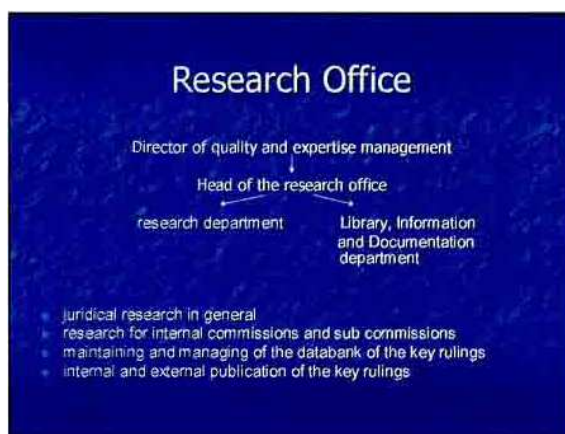 Research Office
Director of quality and expertise management
Head of the research office
research department
Library, Information
and Documentation
department
juridical research in general
research for internal commissions and sub commissions
maintaining and managing of the databank of the key rulings
internal and external publication of the key rulings